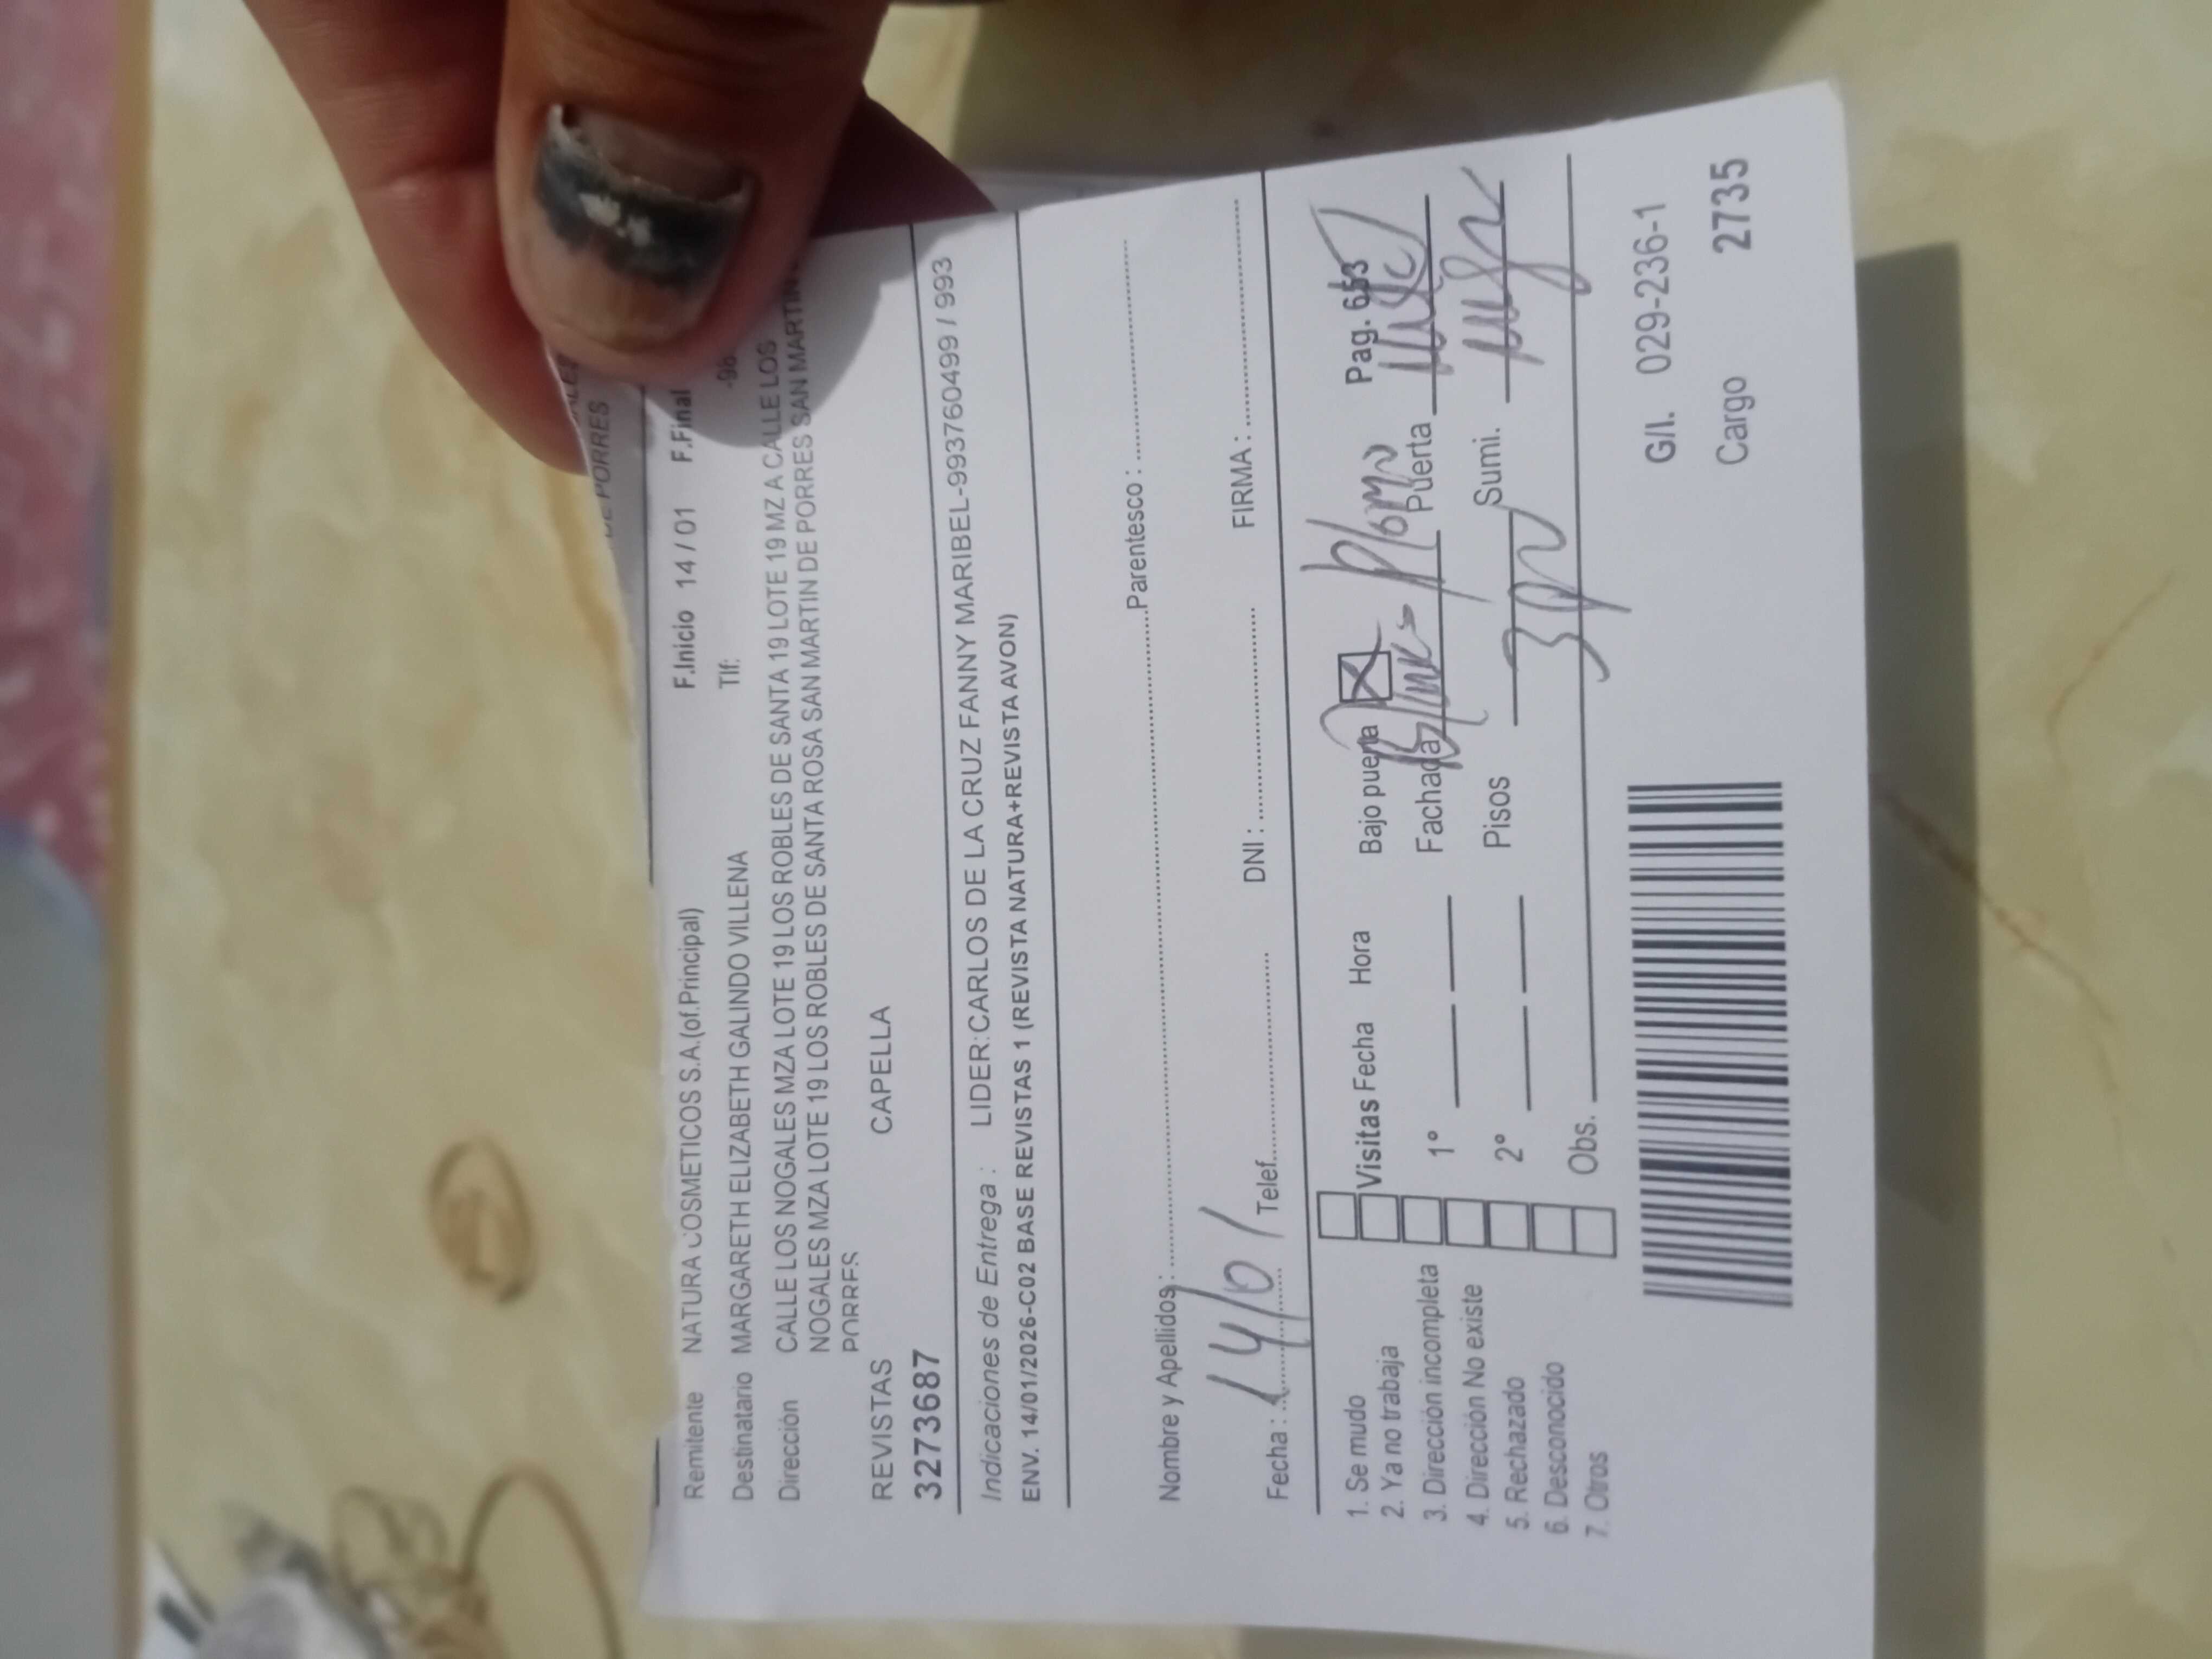 DE PORRES
F.Inicio 14 / 01 F.Final
Remitente NATURA COSMETICOS S.A.(of.Principal)
Destinatario MARGARETH ELIZABETH GALINDO VILLENA Tlf:
Dirección CALLE LOS NOGALES MZA LOTE 19 LOS ROBLES DE SANTA 19 LOTE 19 MZ A CALLE LOS
NOGALES MZA LOTE 19 LOS ROBLES DE SANTA ROSA SAN MARTIN DE PORRES SAN MARTIN
PORRES
REVISTAS CAPELLA
3273687
Indicaciones de Entrega : LIDER:CARLOS DE LA CRUZ FANNY MARIBEL-993760499 / 993
ENV. 14/01/2026-C02 BASE REVISTAS 1 (REVISTA NATURA+REVISTA AVON)
Nombre y Apellidos: Parentesco :
Fecha : 14/01 Telef. DNI : FIRMA :
1. Se mudo Visitas Fecha Hora Bajo puerta X Pag. 653
2. Ya no trabaja
3. Dirección incompleta 1° Fachada Plomo Puerta
4. Dirección No existe
5. Rechazado 2° Pisos 3 Sumi.
6. Desconocido
7. Otros Obs.
G/I. 029-236-1
Cargo 2735